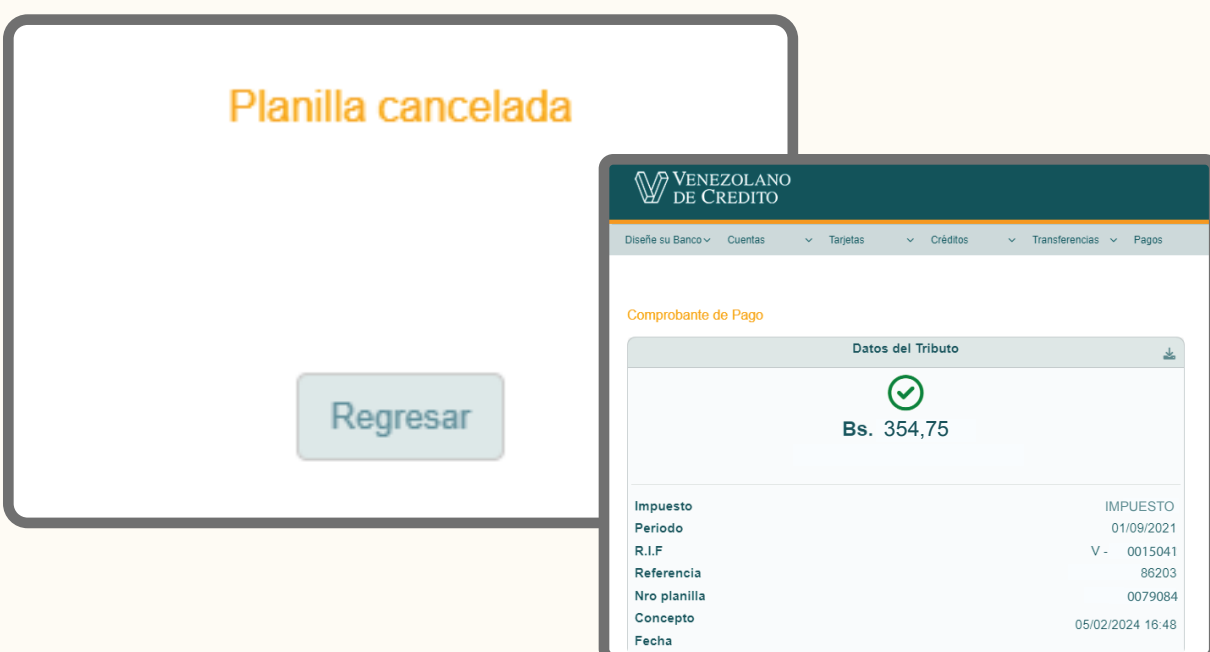 Planilla cancelada
Regresar
VENEZOLANO
DE CREDITO
Diseñe su Banco Cuentas Tarjetas Créditos Transferencias Pagos
Comprobante de Pago
Datos del Tributo
Bs. 354,75
Impuesto IMPUESTO
Periodo 01/09/2021
R.I.F V - 0015041
Referencia 86203
Nro planilla 0079084
Concepto
05/02/2024 16:48
Fecha